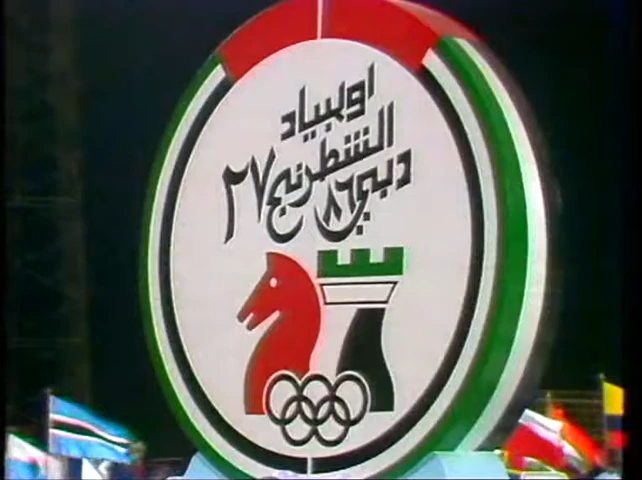 اولمبياد
الشطرنج ٢٧
دبي ٨٦